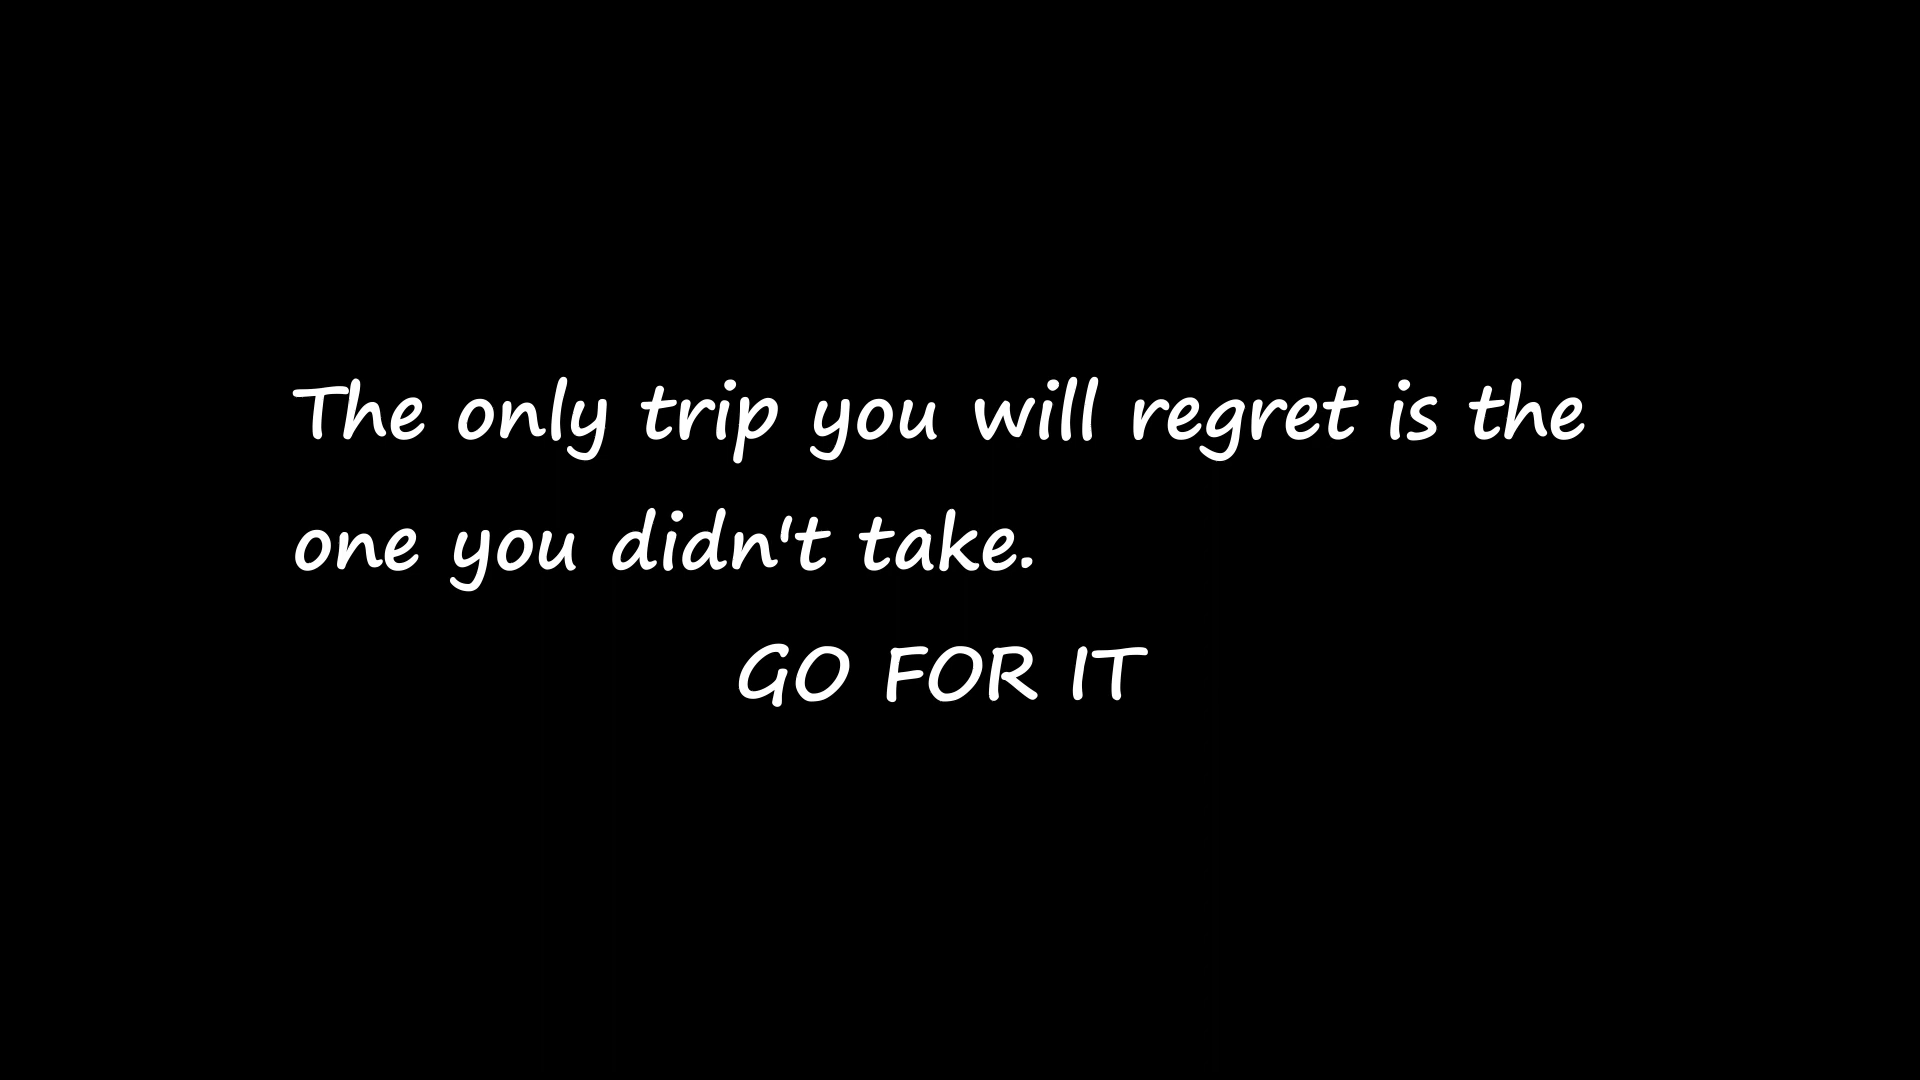 The only trip you will regret is the
one you didn't take.
GO FOR IT